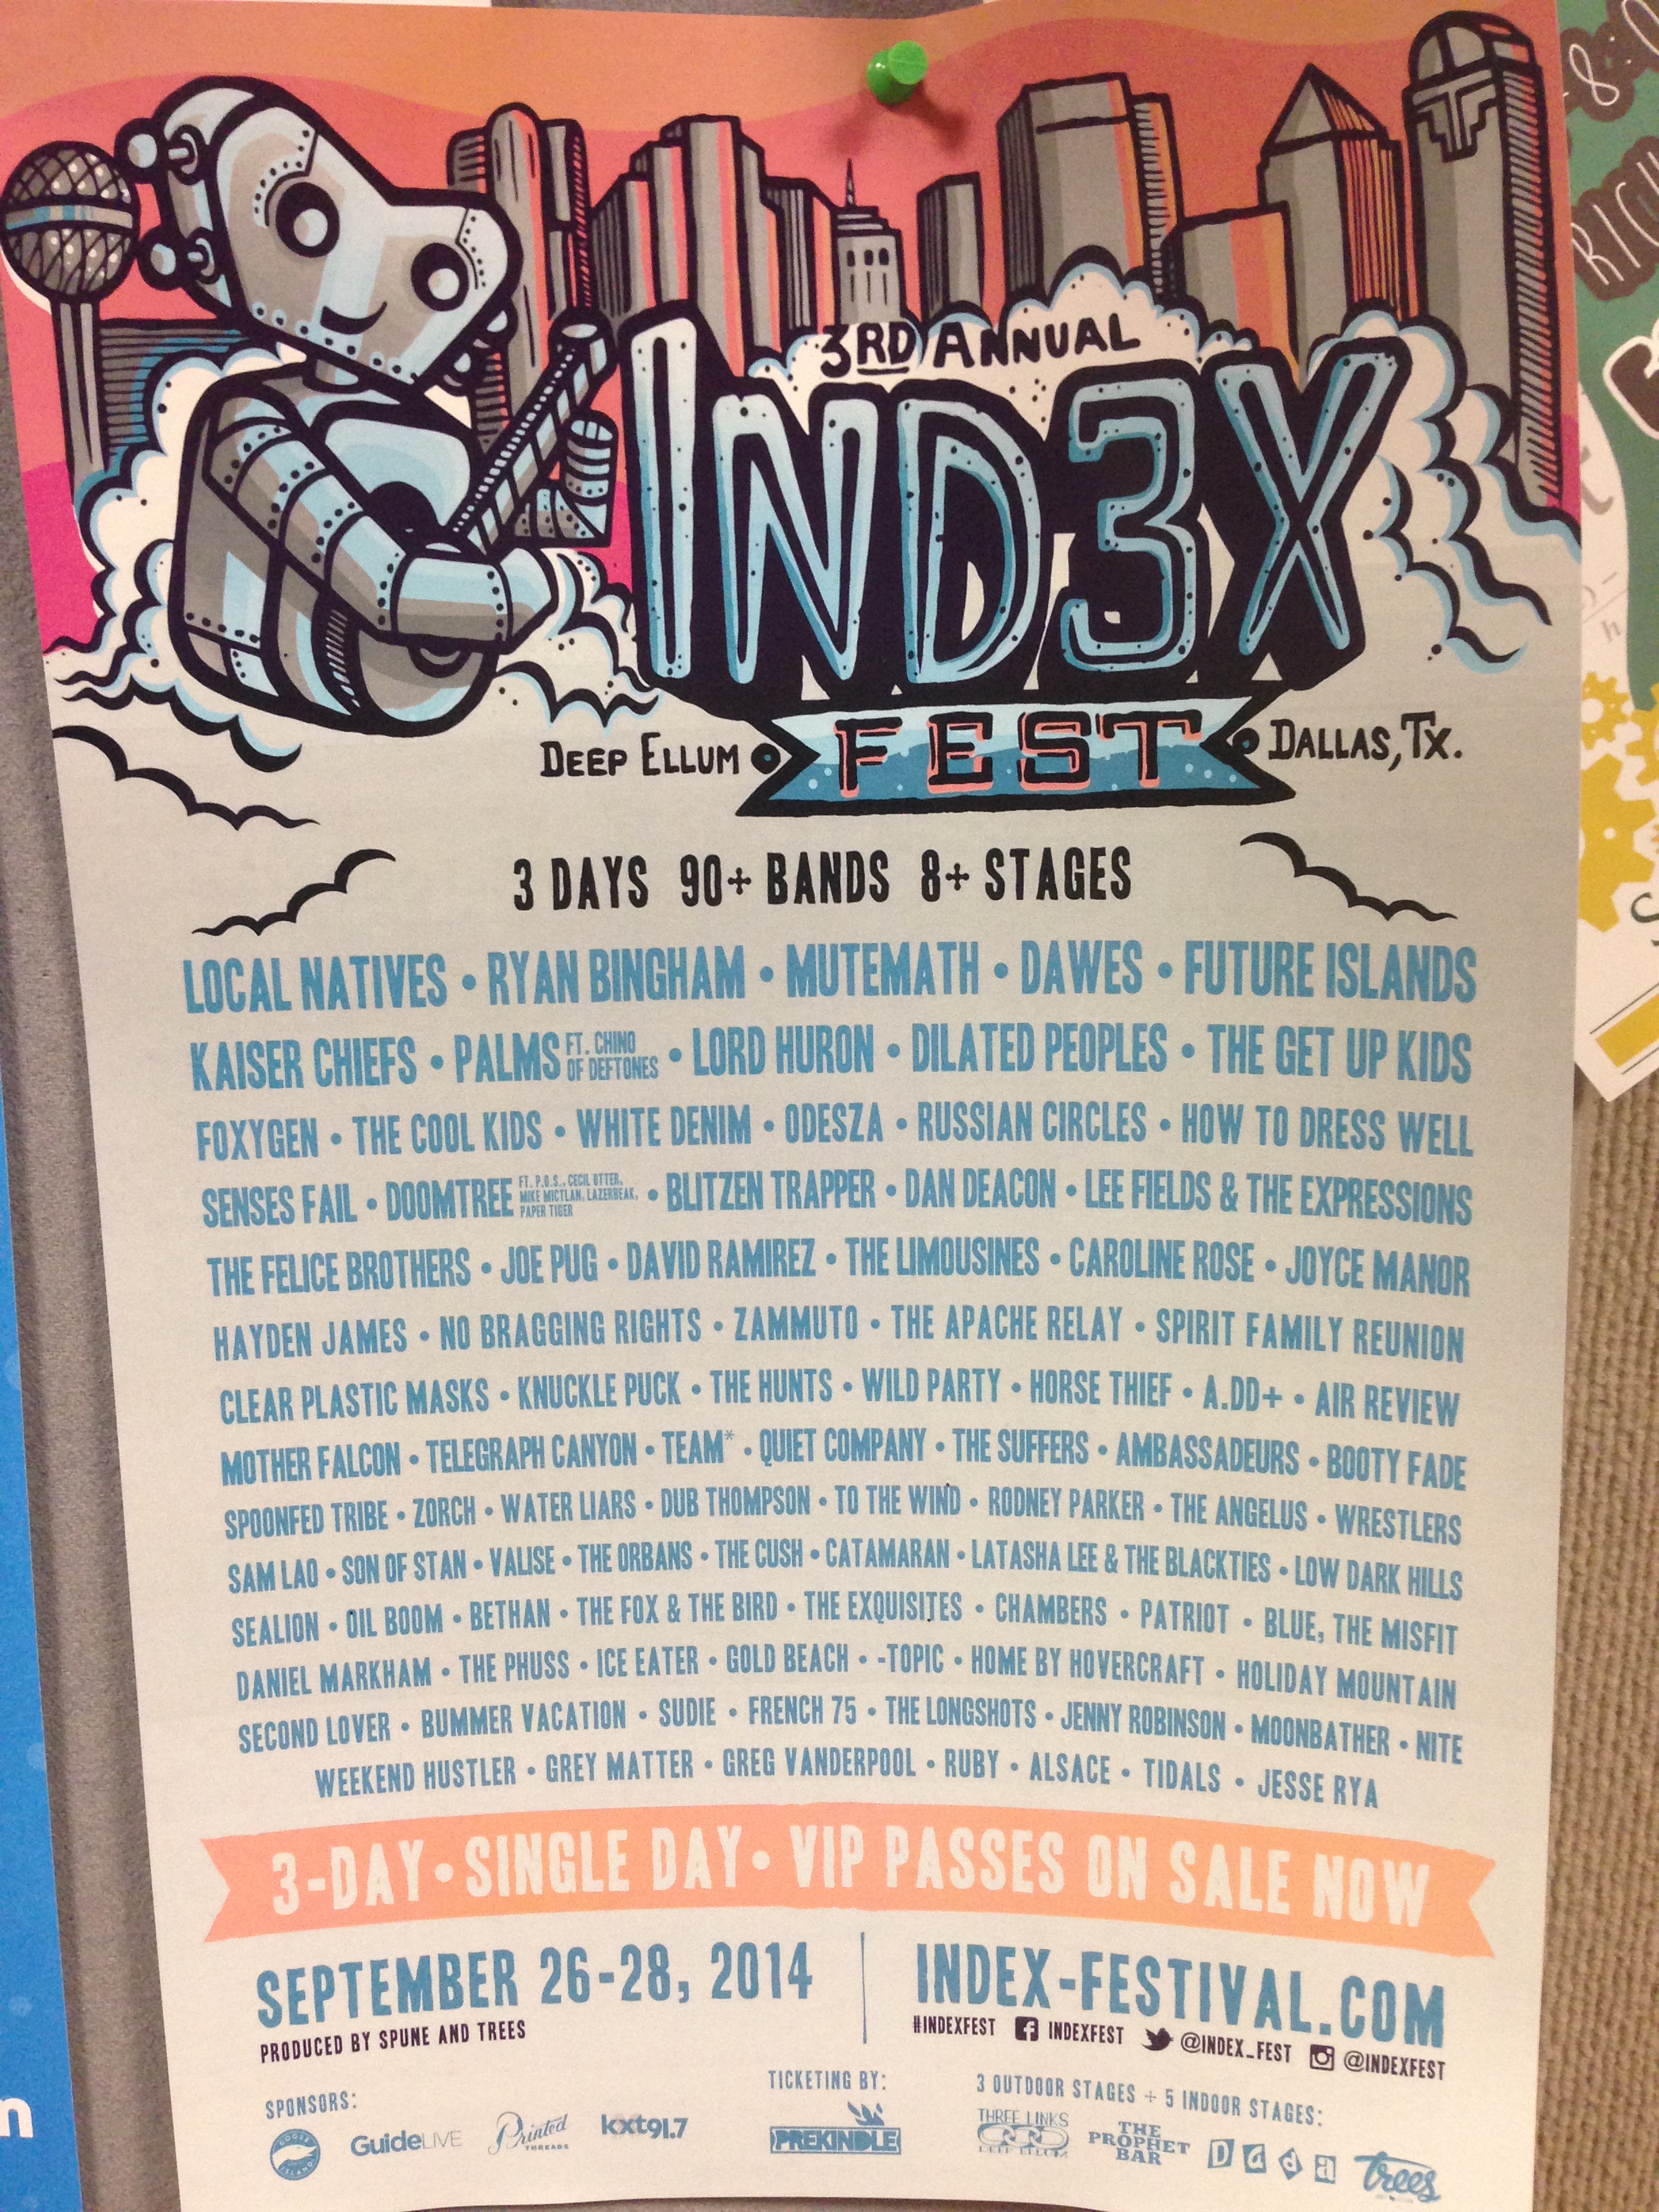 3RD ANNUAL
IND3X
DEEP ELLUM FEST DALLAS, TX.
3 DAYS 90+ BANDS 8+ STAGES
LOCAL NATIVES • RYAN BINGHAM • MUTEMATH • DAWES • FUTURE ISLANDS
KAISER CHIEFS • PALMS FT. CHINO OF DEFTONES • LORD HURON • DILATED PEOPLES • THE GET UP KIDS
FOXYGEN • THE COOL KIDS • WHITE DENIM • ODESZA • RUSSIAN CIRCLES • HOW TO DRESS WELL
SENSES FAIL • DOOMTREE FT. P.O.S., CECIL OTTER, MIKE MICTLAN, LAZERBEAK, PAPER TIGER • BLITZEN TRAPPER • DAN DEACON • LEE FIELDS & THE EXPRESSIONS
THE FELICE BROTHERS • JOE PUG • DAVID RAMIREZ • THE LIMOUSINES • CAROLINE ROSE • JOYCE MANOR
HAYDEN JAMES • NO BRAGGING RIGHTS • ZAMMUTO • THE APACHE RELAY • SPIRIT FAMILY REUNION
CLEAR PLASTIC MASKS • KNUCKLE PUCK • THE HUNTS • WILD PARTY • HORSE THIEF • A.DD+ • AIR REVIEW
MOTHER FALCON • TELEGRAPH CANYON • TEAM* • QUIET COMPANY • THE SUFFERS • AMBASSADEURS • BOOTY FADE
SPOONFED TRIBE • ZORCH • WATER LIARS • DUB THOMPSON • TO THE WIND • RODNEY PARKER • THE ANGELUS • WRESTLERS
SAM LAO • SON OF STAN • VALISE • THE ORBANS • THE CUSH • CATAMARAN • LATASHA LEE & THE BLACKTIES • LOW DARK HILLS
SEALION • OIL BOOM • BETHAN • THE FOX & THE BIRD • THE EXQUISITES • CHAMBERS • PATRIOT • BLUE, THE MISFIT
DANIEL MARKHAM • THE PHUSS • ICE EATER • GOLD BEACH • -TOPIC • HOME BY HOVERCRAFT • HOLIDAY MOUNTAIN
SECOND LOVER • BUMMER VACATION • SUDIE • FRENCH 75 • THE LONGSHOTS • JENNY ROBINSON • MOONBATHER • NITE
WEEKEND HUSTLER • GREY MATTER • GREG VANDERPOOL • RUBY • ALSACE • TIDALS • JESSE RYA
3-DAY • SINGLE DAY • VIP PASSES ON SALE NOW
SEPTEMBER 26-28, 2014
PRODUCED BY SPUNE AND TREES
INDEX-FESTIVAL.COM
#INDEXFEST INDEXFEST @INDEX_FEST @INDEXFEST
SPONSORS:
GOOSE ISLAND GuideLIVE Printed THREADS kxt91.7
TICKETING BY:
PREKINDLE
3 OUTDOOR STAGES + 5 INDOOR STAGES:
THREE LINKS DEEP ELLUM THE PROPHET BAR Dada trees